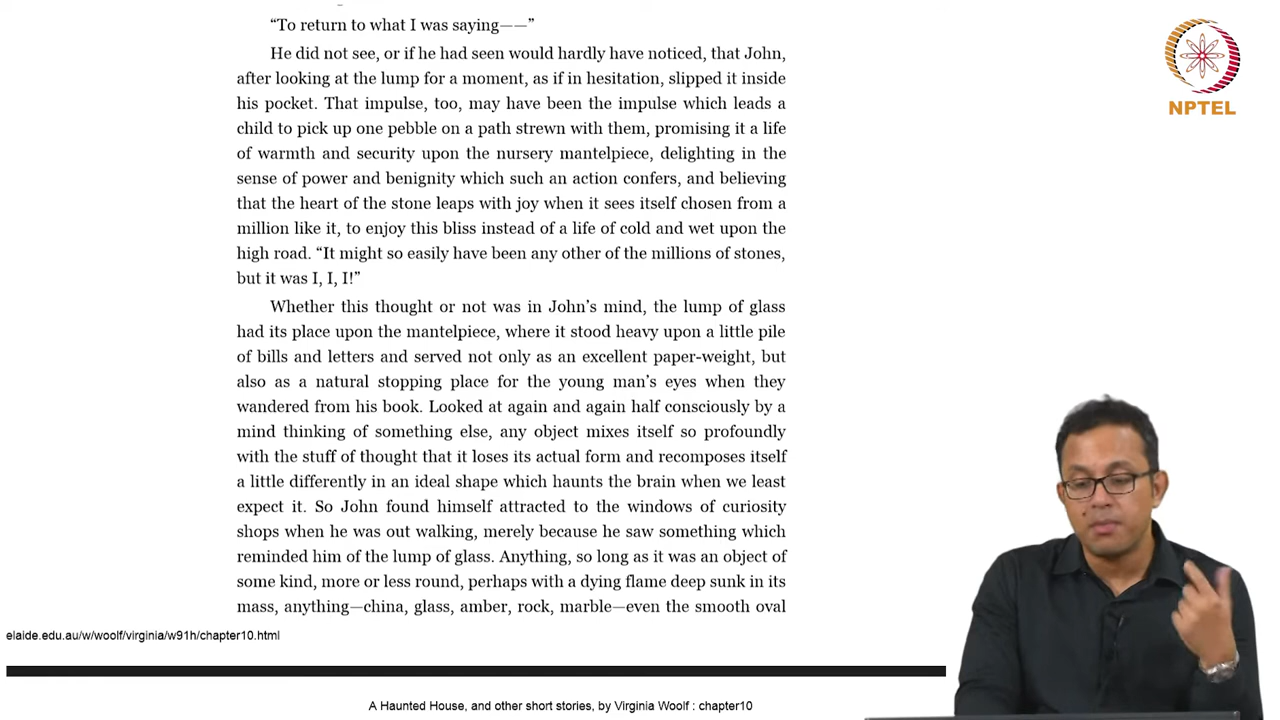 “To return to what I was saying——”
He did not see, or if he had seen would hardly have noticed, that John,
after looking at the lump for a moment, as if in hesitation, slipped it inside
his pocket. That impulse, too, may have been the impulse which leads a
child to pick up one pebble on a path strewn with them, promising it a life
of warmth and security upon the nursery mantelpiece, delighting in the
sense of power and benignity which such an action confers, and believing
that the heart of the stone leaps with joy when it sees itself chosen from a
million like it, to enjoy this bliss instead of a life of cold and wet upon the
high road. “It might so easily have been any other of the millions of stones,
but it was I, I, I!”
Whether this thought or not was in John’s mind, the lump of glass
had its place upon the mantelpiece, where it stood heavy upon a little pile
of bills and letters and served not only as an excellent paper-weight, but
also as a natural stopping place for the young man’s eyes when they
wandered from his book. Looked at again and again half consciously by a
mind thinking of something else, any object mixes itself so profoundly
with the stuff of thought that it loses its actual form and recomposes itself
a little differently in an ideal shape which haunts the brain when we least
expect it. So John found himself attracted to the windows of curiosity
shops when he was out walking, merely because he saw something which
reminded him of the lump of glass. Anything, so long as it was an object of
some kind, more or less round, perhaps with a dying flame deep sunk in its
mass, anything—china, glass, amber, rock, marble—even the smooth oval
elaide.edu.au/w/woolf/virginia/w91h/chapter10.html
A Haunted House, and other short stories, by Virginia Woolf : chapter10
NPTEL